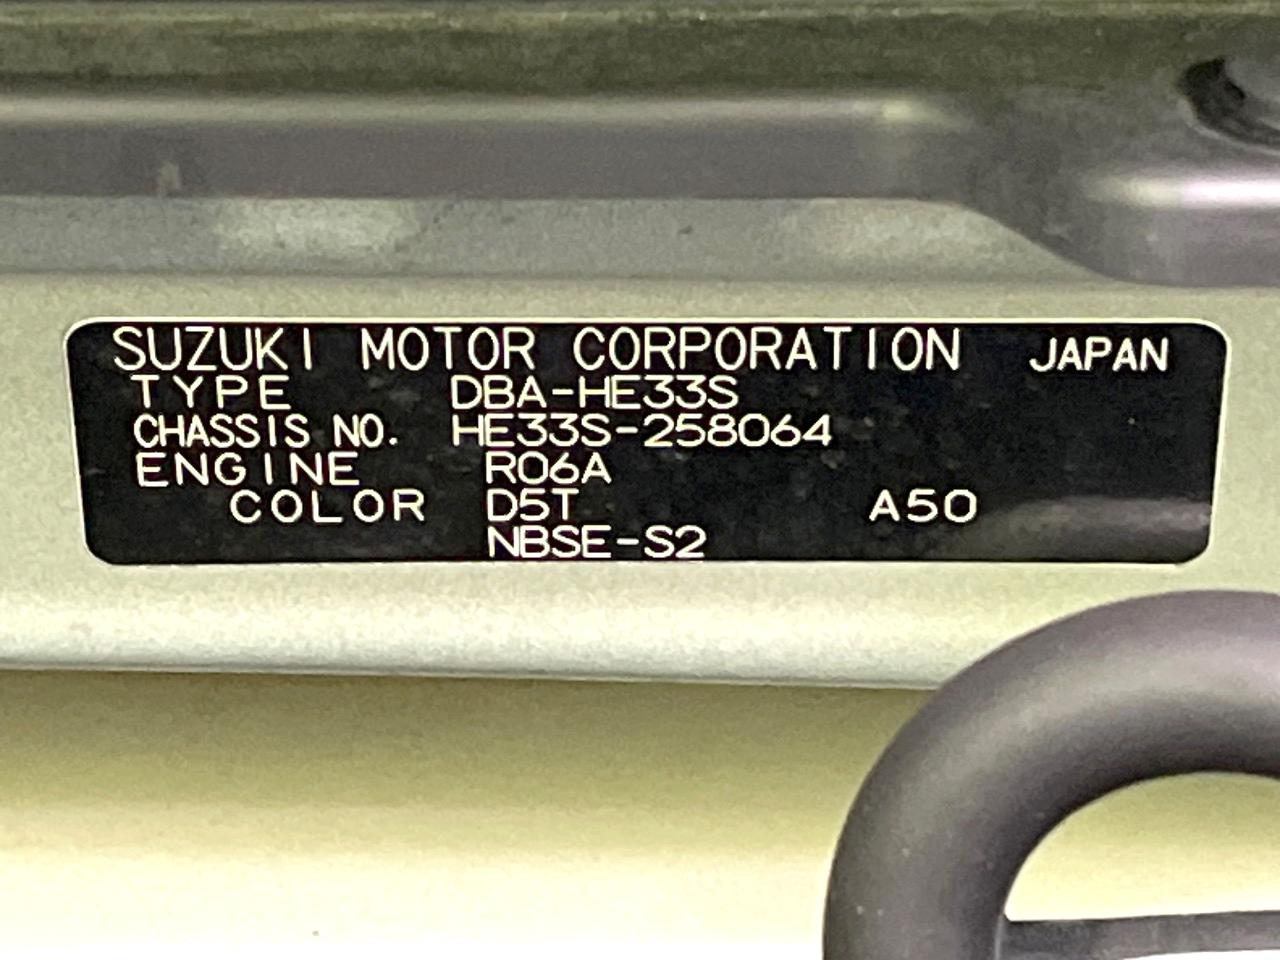 SUZUKI MOTOR CORPORATION JAPAN
TYPE DBA-HE33S
CHASSIS NO. HE33S-258064
ENGINE R06A
COLOR D5T A50
NBSE-S2